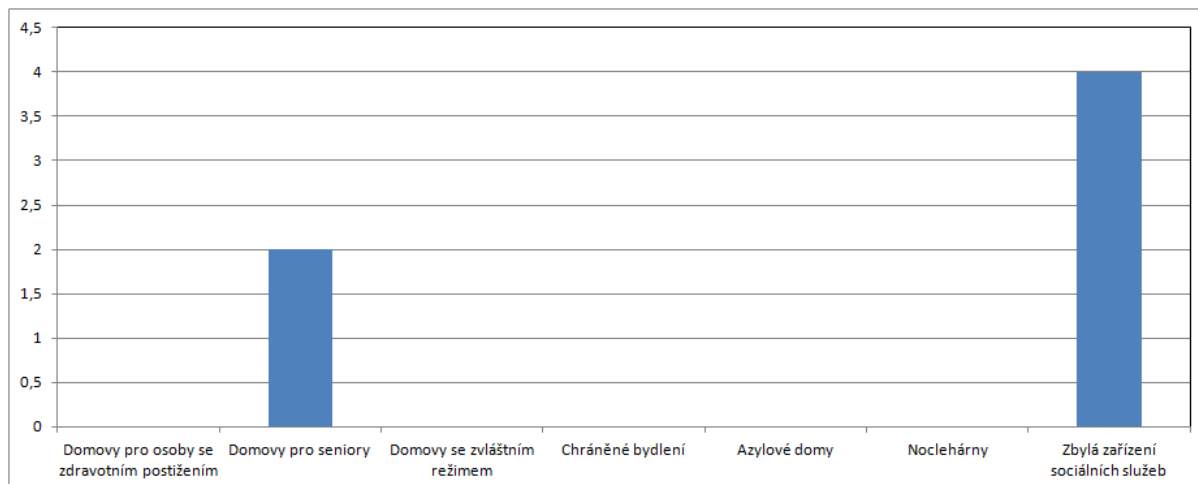 4,5
4
3,5
3
2,5
2
1,5
1
0,5
0
Domovy pro osoby se
zdravotním postižením
Domovy pro seniory
Domovy se zvláštním
režimem
Chráněné bydlení
Azylové domy
Noclehárny
Zbylá zařízení
sociálních služeb